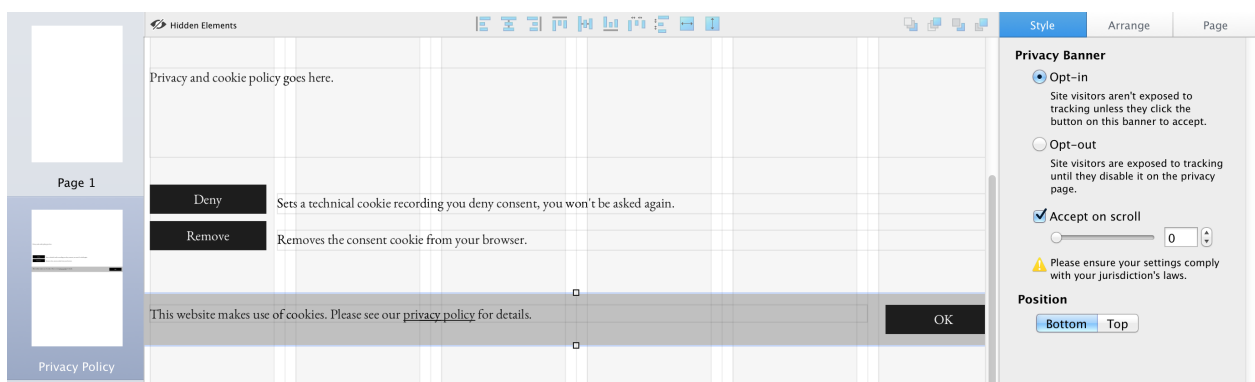 Hidden Elements
Style
Arrange
Page
Page 1
Privacy Policy
Privacy and cookie policy goes here.
Deny
Sets a technical cookie recording you deny consent, you won't be asked again.
Remove
Removes the consent cookie from your browser.
This website makes use of cookies. Please see our privacy policy for details.
OK
Privacy Banner
Opt-in
Site visitors aren't exposed to
tracking unless they click the
button on this banner to accept.
Opt-out
Site visitors are exposed to tracking
until they disable it on the privacy
page.
Accept on scroll
0
Please ensure your settings comply
with your jurisdiction's laws.
Position
Bottom
Top